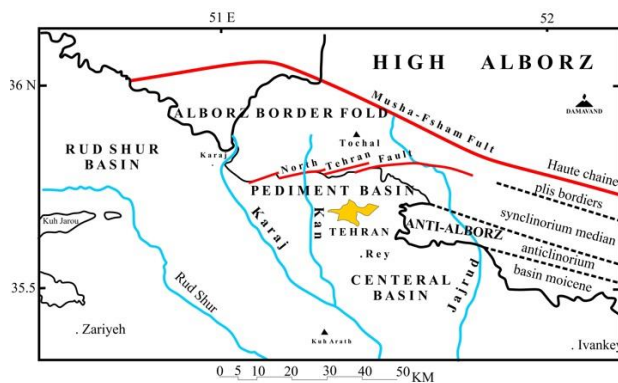 51 E
52
36 N
HIGH ALBORZ
Musha-Fsham Fult
DAMAVAND
ALBORZ BORDER FOLD
Tochal
RUD SHUR
BASIN
Karaj
North Tehran Fault
Haute chaine
plis bordiers
PEDIMENT BASIN
synclinorium median
Kuh Jarou
Karaj
Kan
TEHRAN
ANTI-ALBORZ
anticlinorium
.Rey
Jajrud
basin moicene
CENTERAL
BASIN
35.5
Rud Shur
. Zariyeh
Kuh Arath
. Ivankey
0 5 10 20 30 40 50
KM